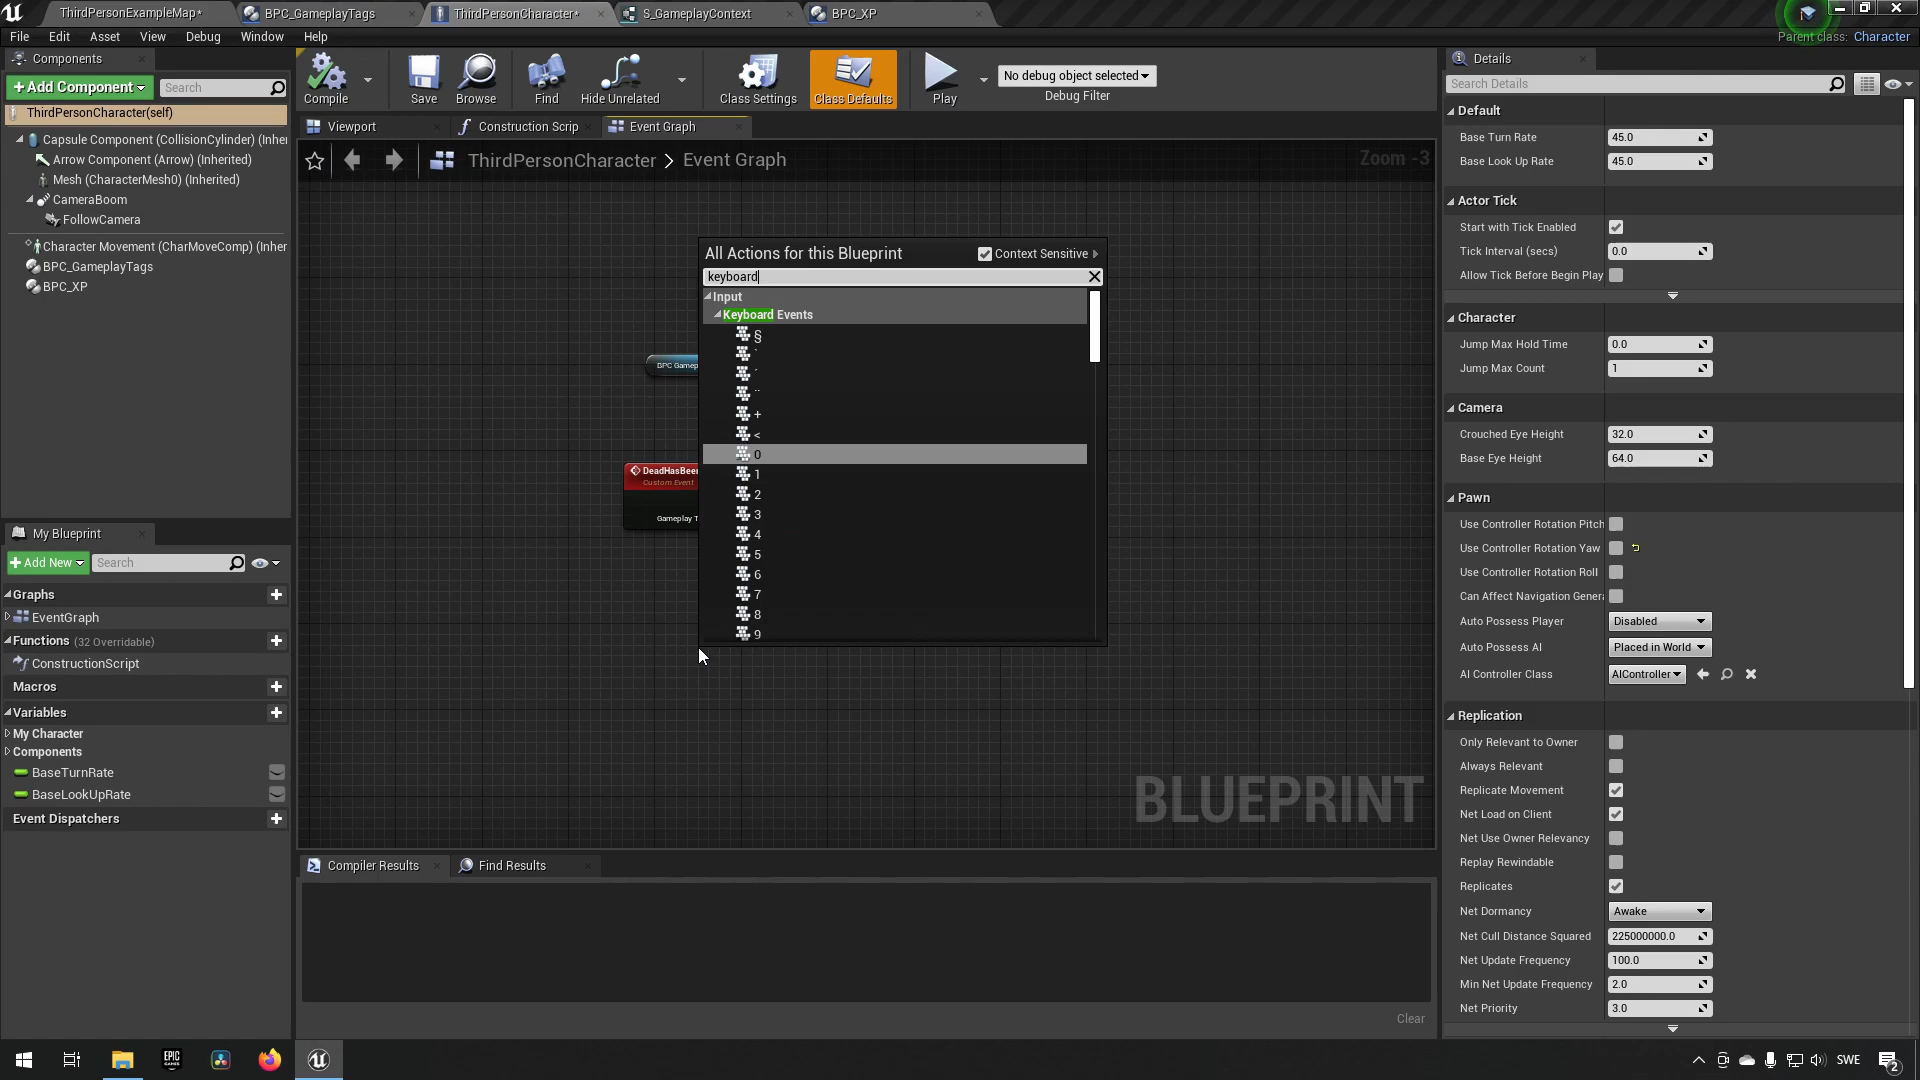 ThirdPersonExampleMap*
BPC_GameplayTags
ThirdPersonCharacter*
S_GameplayContext
BPC_XP
File Edit Asset View Debug Window Help
Parent class: Character
Components
+Add Component
Search
ThirdPersonCharacter(self)
Capsule Component (CollisionCylinder) (Inher
Arrow Component (Arrow) (Inherited)
Mesh (CharacterMesh0) (Inherited)
CameraBoom
FollowCamera
Character Movement (CharMoveComp) (Inher
BPC_GameplayTags
BPC_XP
Compile
Save
Browse
Find
Hide Unrelated
Class Settings
Class Defaults
Play
No debug object selected
Debug Filter
Viewport
Construction Scrip
Event Graph
ThirdPersonCharacter > Event Graph
Zoom -3
BPC Gamep
DeadHasBeen
Custom Event
Gameplay T
All Actions for this Blueprint
Context Sensitive
keyboard
Input
Keyboard Events
§
`
´
¨
+
<
0
1
2
3
4
5
6
7
8
9
BLUEPRINT
Compiler Results
Find Results
Clear
My Blueprint
+Add New
Search
Graphs
EventGraph
Functions (32 Overridable)
ConstructionScript
Macros
Variables
My Character
Components
BaseTurnRate
BaseLookUpRate
Event Dispatchers
Details
Search Details
Default
Base Turn Rate 45.0
Base Look Up Rate 45.0
Actor Tick
Start with Tick Enabled
Tick Interval (secs) 0.0
Allow Tick Before Begin Play
Character
Jump Max Hold Time 0.0
Jump Max Count 1
Camera
Crouched Eye Height 32.0
Base Eye Height 64.0
Pawn
Use Controller Rotation Pitch
Use Controller Rotation Yaw
Use Controller Rotation Roll
Can Affect Navigation Genera
Auto Possess Player Disabled
Auto Possess AI Placed in World
AI Controller Class AIController
Replication
Only Relevant to Owner
Always Relevant
Replicate Movement
Net Load on Client
Net Use Owner Relevancy
Replay Rewindable
Replicates
Net Dormancy Awake
Net Cull Distance Squared 225000000.0
Net Update Frequency 100.0
Min Net Update Frequency 2.0
Net Priority 3.0
EPIC
GAMES
SWE
2